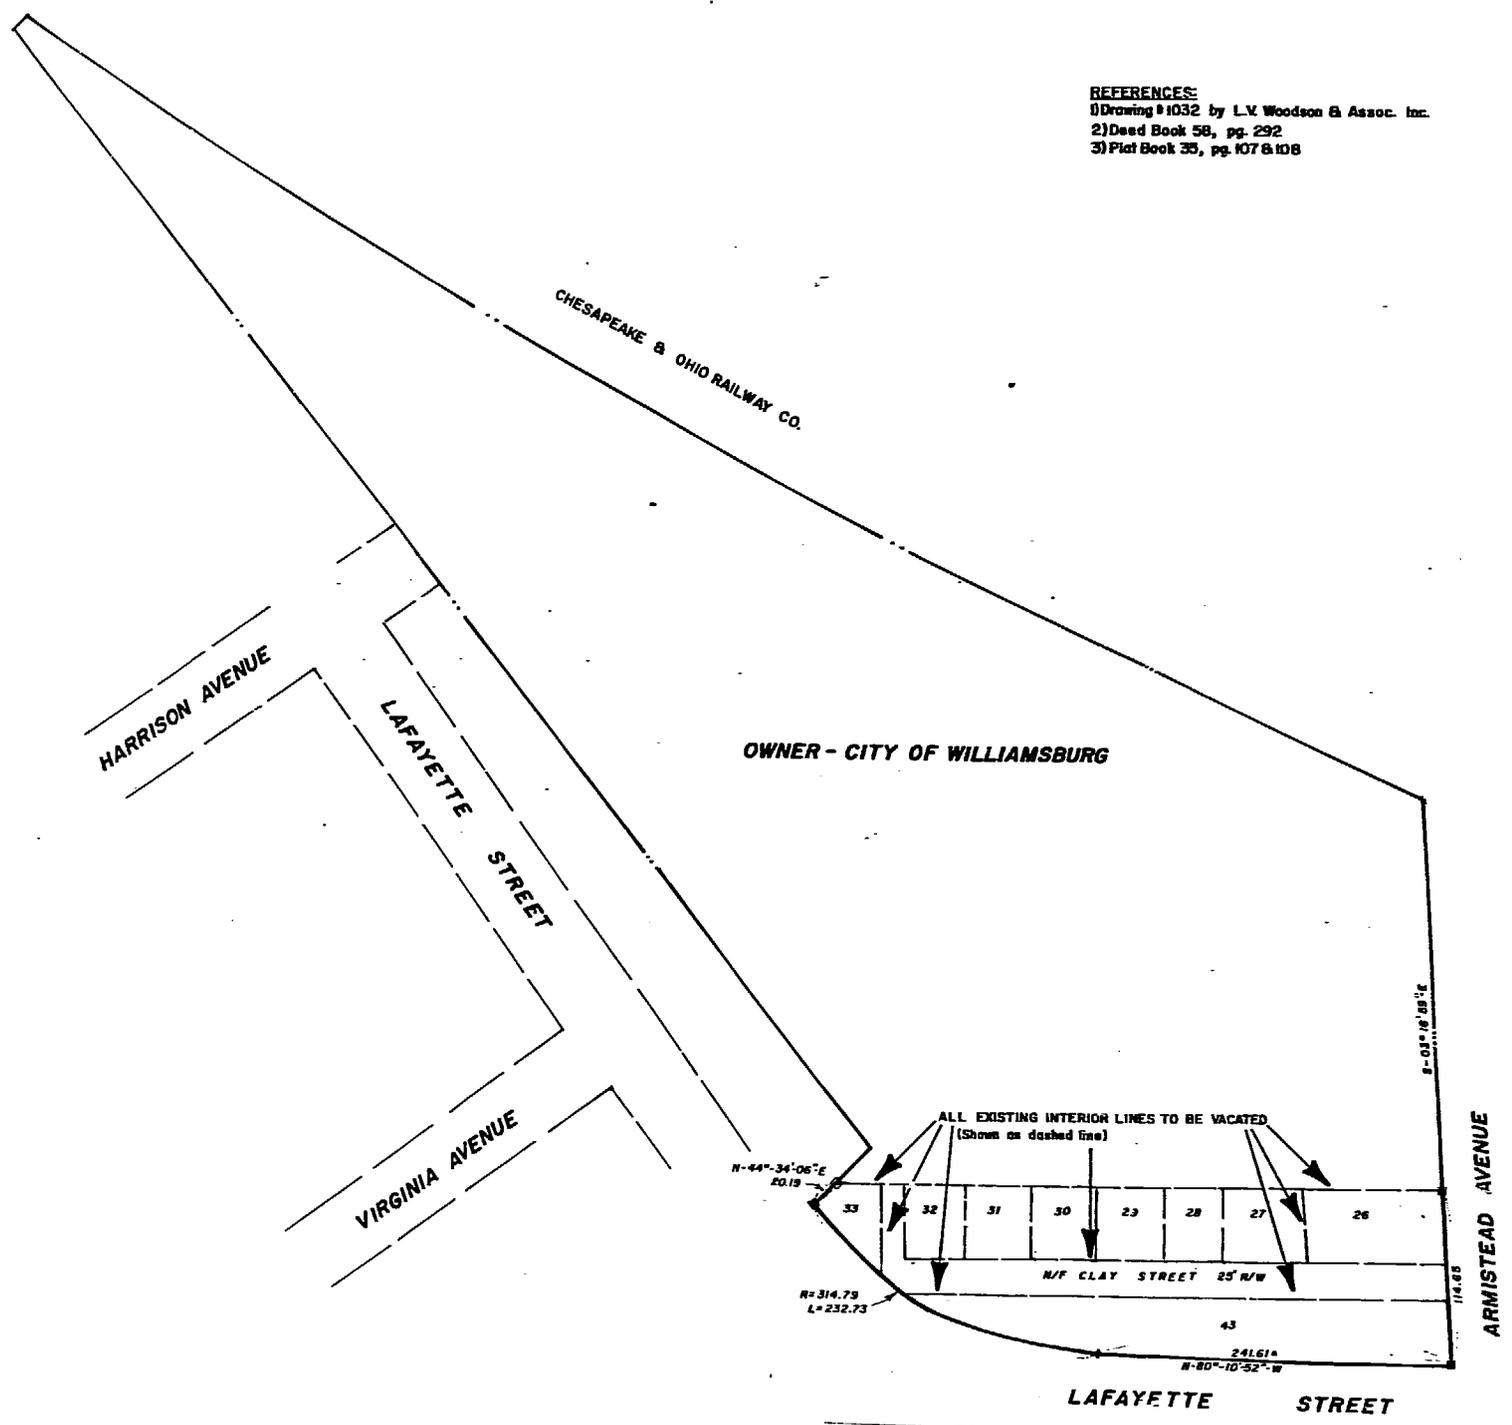 REFERENCES:
1) Drawing # 1032 by L.V. Woodson & Assoc. Inc.
2) Deed Book 58, pg. 292
3) Plat Book 35, pg. 107 & 108
CHESAPEAKE & OHIO RAILWAY CO.
HARRISON AVENUE
LAFAYETTE STREET
OWNER - CITY OF WILLIAMSBURG
VIRGINIA AVENUE
ALL EXISTING INTERIOR LINES TO BE VACATED
(Shown as dashed line)
N-44°-34'-06"-E
20.19
33
32
31
30
29
28
27
26
N/F CLAY STREET 25' R/W
R=314.79
L=232.73
43
241.61
N-80°-10'-52"-W
114.65
ARMISTEAD AVENUE
LAFAYETTE STREET